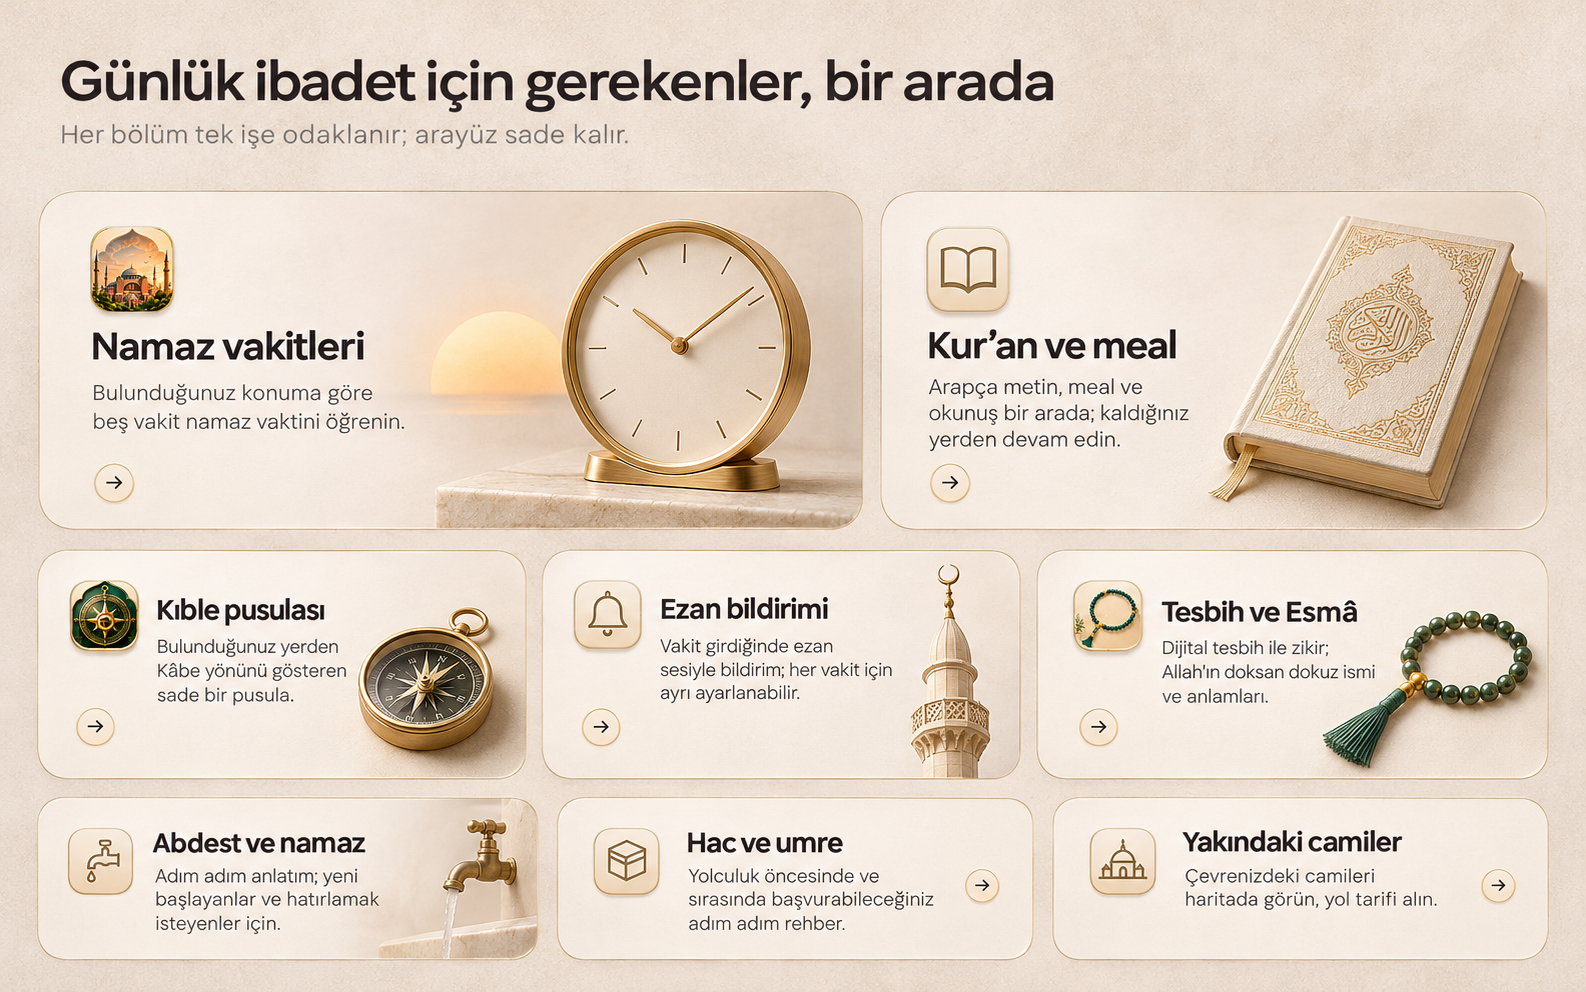 Günlük ibadet için gerekenler, bir arada
Her bölüm tek işe odaklanır; arayüz sade kalır.
Namaz vakitleri
Bulunduğunuz konuma göre
beş vakit namaz vaktini öğrenin.
Kur’an ve meal
Arapça metin, meal ve
okunuş bir arada; kaldığınız
yerden devam edin.
Kıble pusulası
Bulunduğunuz yerden
Kâbe yönünü gösteren
sade bir pusula.
Ezan bildirimi
Vakit girdiğinde ezan
sesiyle bildirim; her vakit için
ayrı ayarlanabilir.
Tesbih ve Esmâ
Dijital tesbih ile zikir;
Allah'ın doksan dokuz ismi
ve anlamları.
Abdest ve namaz
Adım adım anlatım; yeni
başlayanlar ve hatırlamak
isteyenler için.
Hac ve umre
Yolculuk öncesinde ve
sırasında başvurabileceğiniz
adım adım rehber.
Yakındaki camiler
Çevrenizdeki camileri
haritada görün, yol tarifi alın.